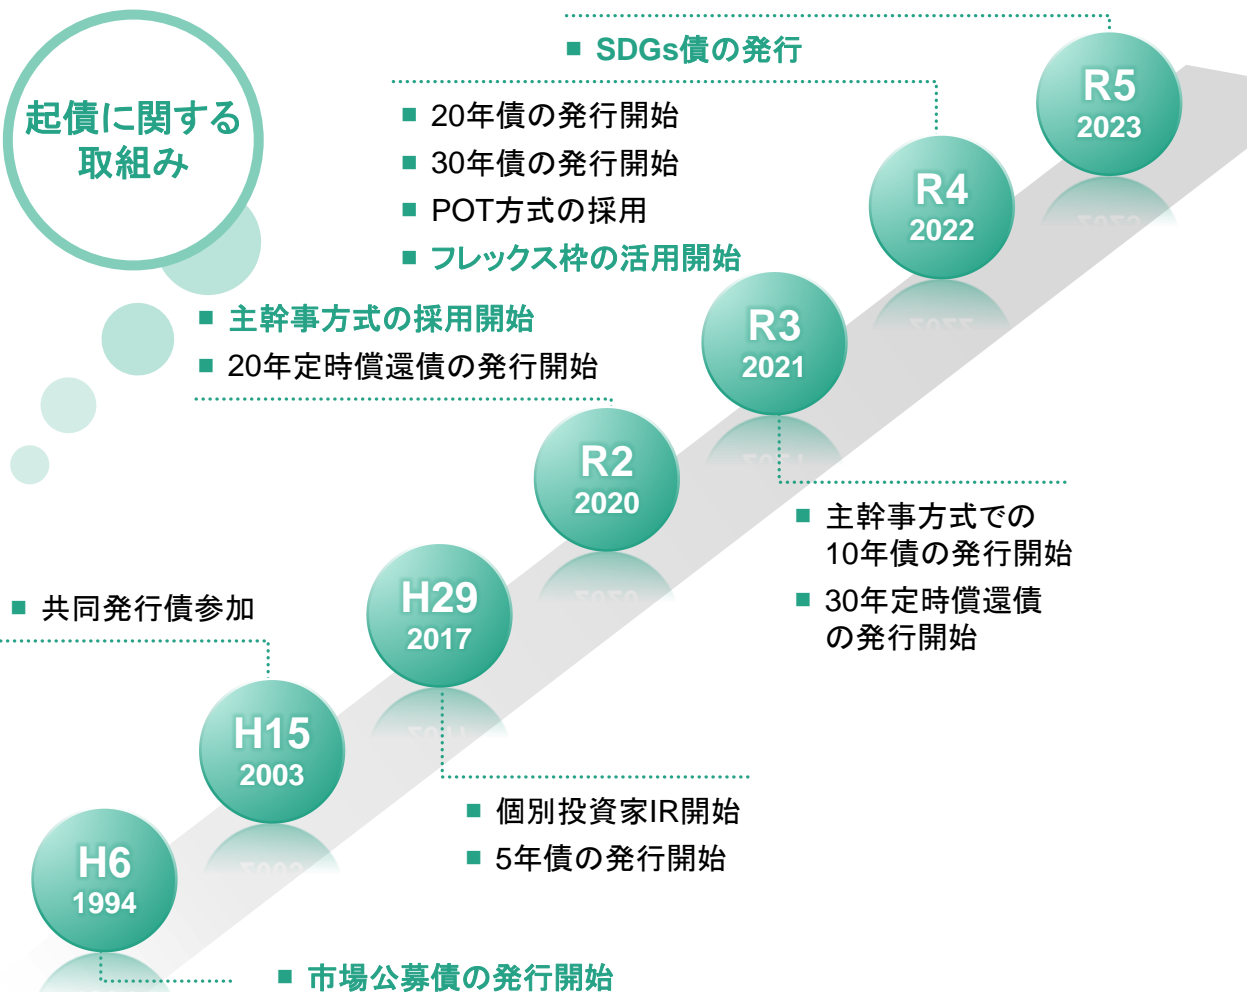 起債に関する
取組み
■ SDGs債の発行
R5
2023
■ 20年債の発行開始
■ 30年債の発行開始
■ POT方式の採用
■ フレックス枠の活用開始
R4
2022
■ 主幹事方式の採用開始
■ 20年定時償還債の発行開始
R3
2021
■ 主幹事方式での
10年債の発行開始
■ 30年定時償還債
の発行開始
R2
2020
■ 共同発行債参加
H29
2017
■ 個別投資家IR開始
■ 5年債の発行開始
H15
2003
H6
1994
■ 市場公募債の発行開始